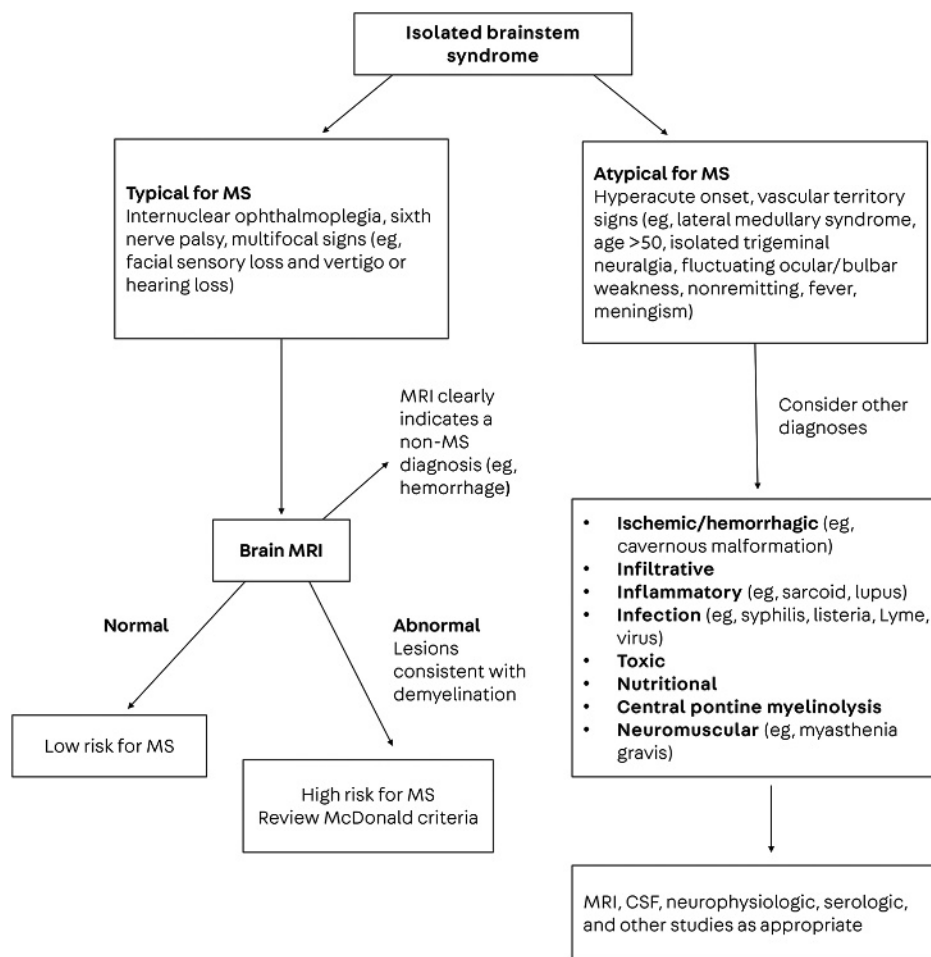 Isolated brainstem
syndrome
Typical for MS
Internuclear ophthalmoplegia, sixth
nerve palsy, multifocal signs (eg,
facial sensory loss and vertigo or
hearing loss)
Atypical for MS
Hyperacute onset, vascular territory
signs (eg, lateral medullary syndrome,
age >50, isolated trigeminal
neuralgia, fluctuating ocular/bulbar
weakness, nonremitting, fever,
meningism)
MRI clearly
indicates a
non-MS
diagnosis (eg,
hemorrhage)
Consider other
diagnoses
Brain MRI
Normal
Abnormal
Lesions
consistent with
demyelination
Low risk for MS
High risk for MS
Review McDonald criteria
• Ischemic/hemorrhagic (eg,
cavernous malformation)
• Infiltrative
• Inflammatory (eg, sarcoid, lupus)
• Infection (eg, syphilis, listeria, Lyme,
virus)
• Toxic
• Nutritional
• Central pontine myelinolysis
• Neuromuscular (eg, myasthenia
gravis)
MRI, CSF, neurophysiologic, serologic,
and other studies as appropriate